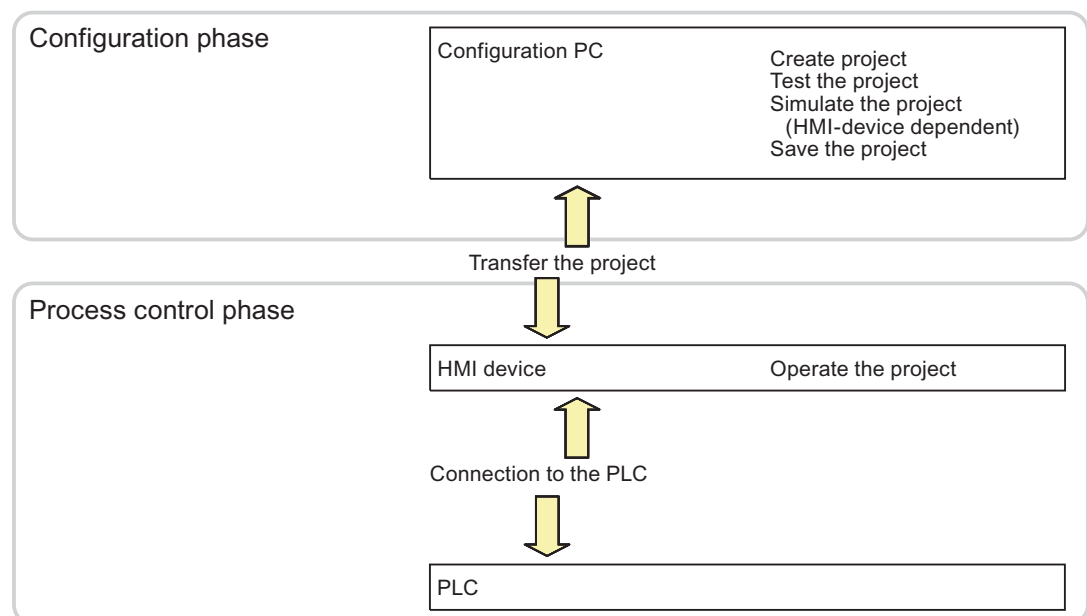 Configuration phase
Configuration PC
Create project
Test the project
Simulate the project
(HMI-device dependent)
Save the project
Transfer the project
Process control phase
HMI device
Operate the project
Connection to the PLC
PLC